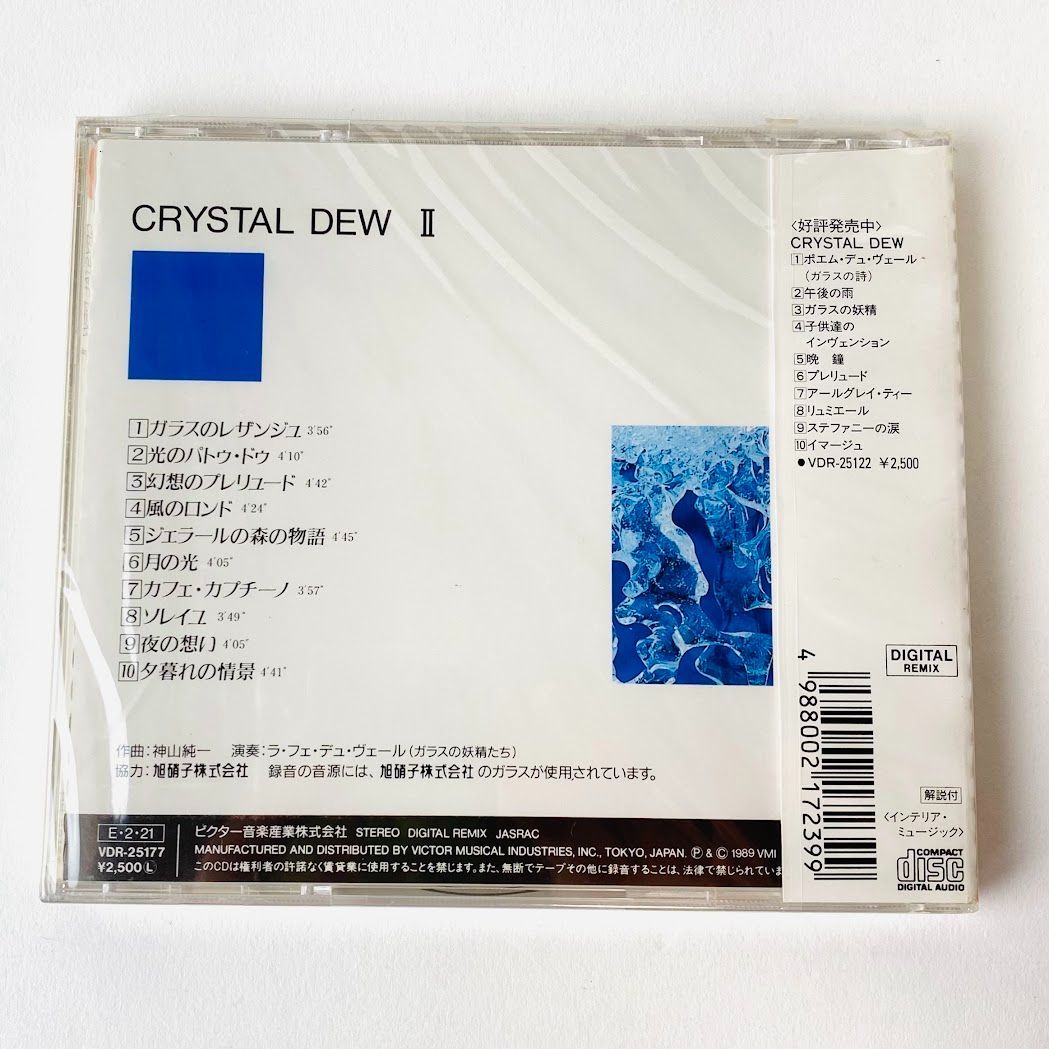 CRYSTAL DEW Ⅱ
1 ガラスのレザンジュ 3'56"
2 光のパトゥ・ドゥ 4'10"
3 幻想のプレリュード 4'42"
4 風のロンド 4'24"
5 ジェラールの森の物語 4'45"
6 月の光 4'05"
7 カフェ・カプチーノ 3'57"
8 ソレイユ 3'49"
9 夜の想い 4'05"
10 夕暮れの情景 4'41"
作曲:神山純一 演奏:ラ・フェ・デュ・ヴェール(ガラスの妖精たち)
協力:旭硝子株式会社 録音の音源には、旭硝子株式会社のガラスが使用されています。
E・2・21
VDR-25177
¥2,500 Ⓛ
ビクター音楽産業株式会社 STEREO DIGITAL REMIX JASRAC
MANUFACTURED AND DISTRIBUTED BY VICTOR MUSICAL INDUSTRIES, INC., TOKYO, JAPAN. Ⓟ & © 1989 VMI
このCDは権利者の許諾なく賃貸業に使用することを禁じます。また、無断でテープその他に録音することは、法律で禁じられていま
〈好評発売中〉
CRYSTAL DEW
1 ポエム・デュ・ヴェール
(ガラスの詩)
2 午後の雨
3 ガラスの妖精
4 子供達の
インヴェンション
5 晩 鐘
6 プレリュード
7 アールグレイ・ティー
8 リュミエール
9 ステファニーの涙
10 イマージュ
●VDR-25122 ¥2,500
DIGITAL
REMIX
4 988002 172399
解説付
〈インテリア・
ミュージック〉
COMPACT
disc
DIGITAL AUDIO